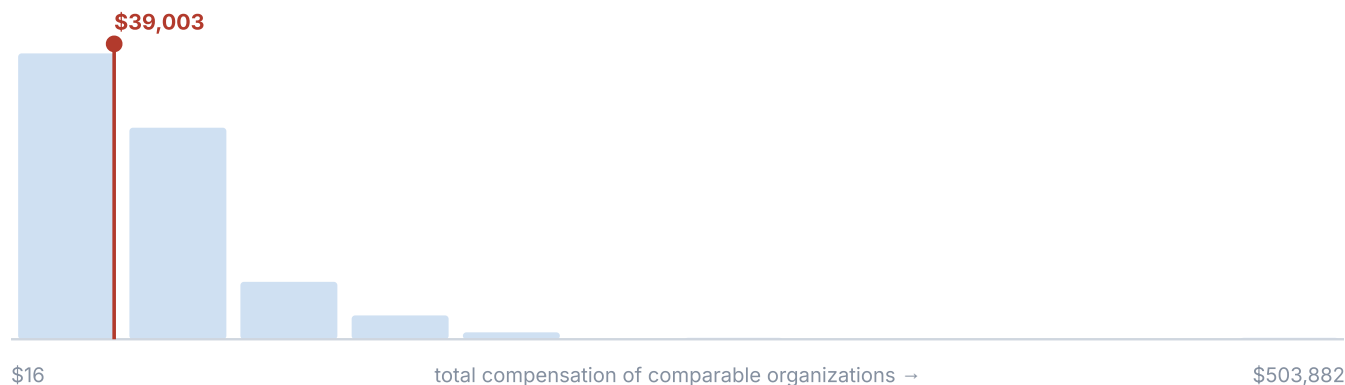 $39,003
$16 total compensation of comparable organizations → $503,882